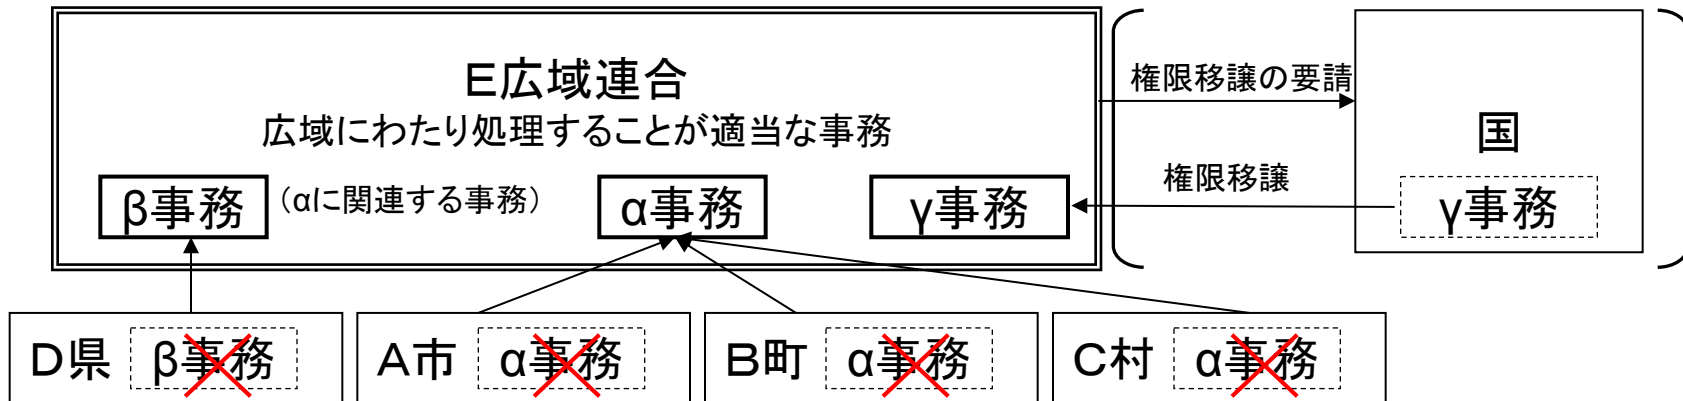 E広域連合
広域にわたり処理することが適当な事務
β事務
（αに関連する事務）
α事務
γ事務
権限移譲の要請
権限移譲
国
γ事務
D県
β事務
A市
α事務
B町
α事務
C村
α事務